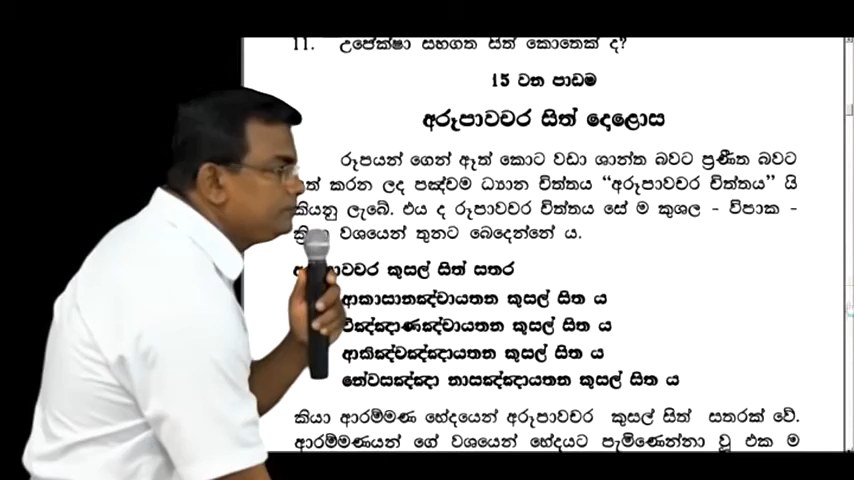 11. උපේක්ෂා සහගත සිත් කොතෙක් ද?
15 වන පාඩම
අරූපාවචර සිත් දොළොස
රූපයන් ගෙන් ඈත් කොට වඩා ශාන්ත බවට ප්‍රණීත බවට
කරන ලද පඤ්චම ධ්‍යාන චිත්තය “අරූපාවචර චිත්තය” යි
කියනු ලැබේ. එය ද රූපාවචර චිත්තය සේ ම කුශල - විපාක -
වශයෙන් තුනට බෙදෙන්නේ ය.
කුසල් සිත් සතර
ආකාසානඤ්චායතන කුසල් සිත ය
විඤ්ඤාණඤ්චායතන කුසල් සිත ය
ආකිඤ්චඤ්ඤායතන කුසල් සිත ය
නේවසඤ්ඤා නාසඤ්ඤායතන කුසල් සිත ය
කියා ආරම්මණ භේදයෙන් අරූපාවචර කුසල් සිත් සතරක් වේ.
ආරම්මණයන් ගේ වශයෙන් භේදයට පැමිණෙන්නා වූ එක ම